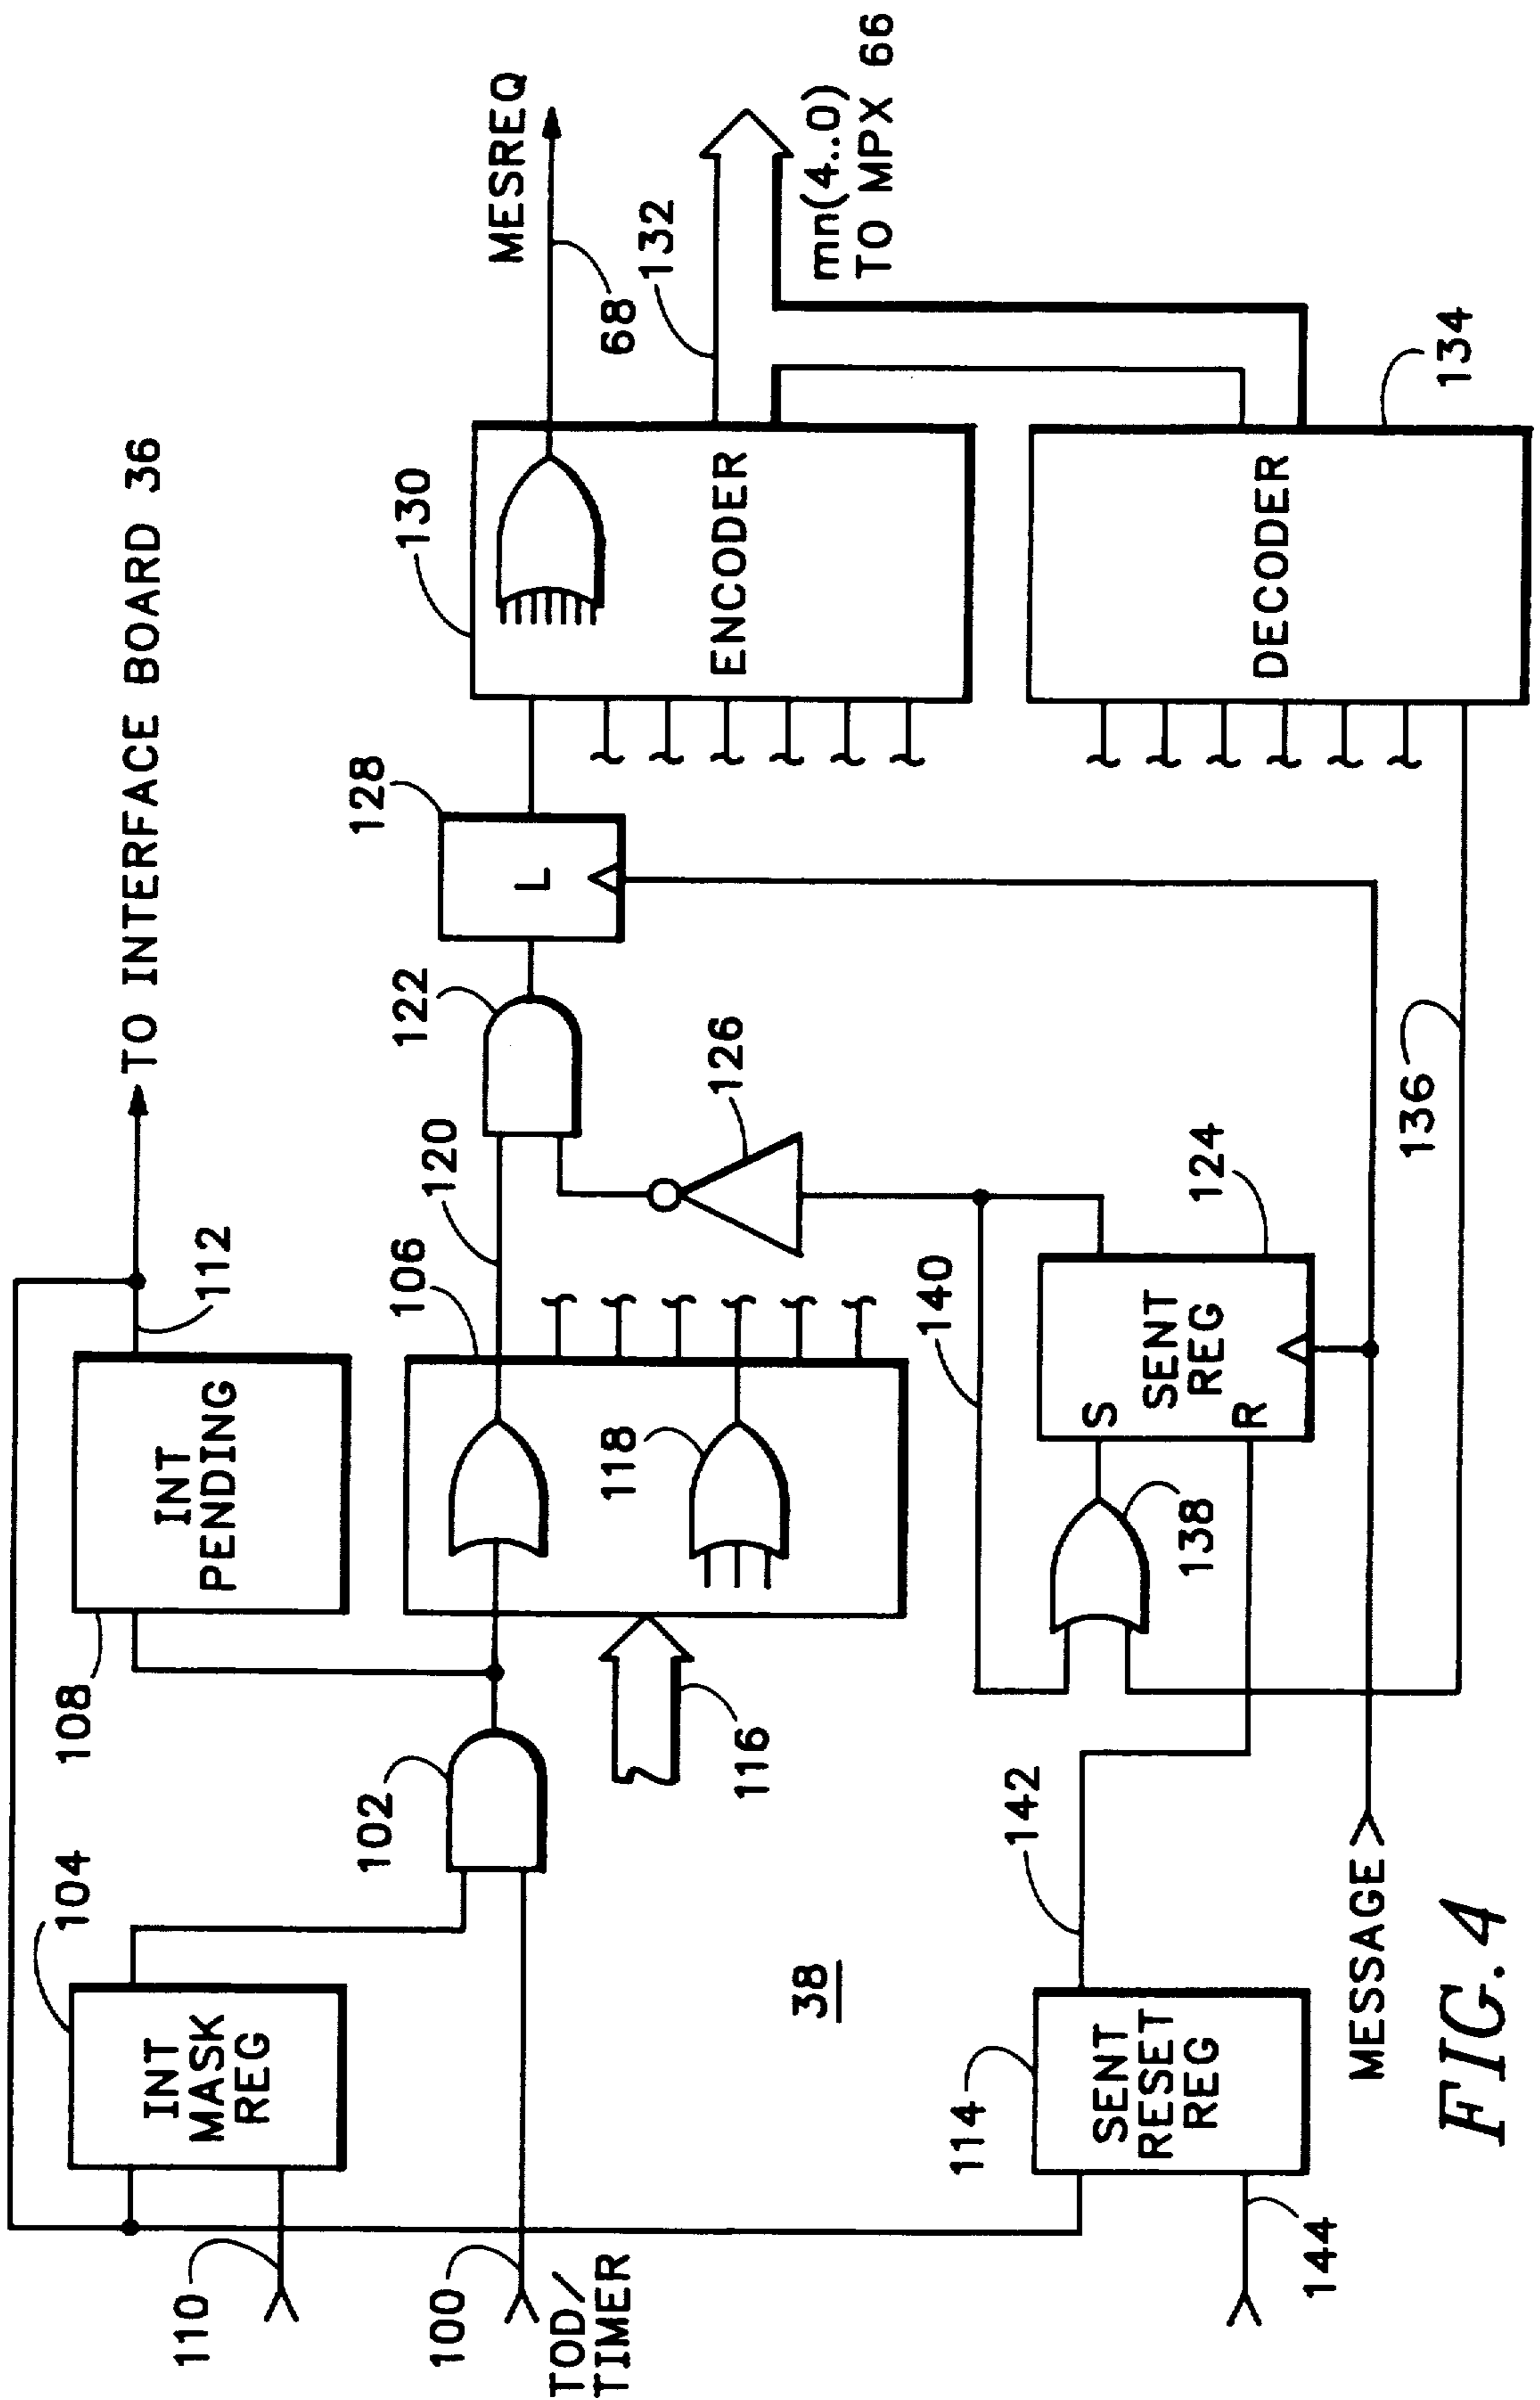 TO INTERFACE BOARD 36
104
INT
MASK
REG
110
108
INT
PENDING
112
100
TOD/
TIMER
102
106
120
122
128
L
130
MESREQ
68
ENCODER
132
mn(4..0)
TO MPX 66
116
118
126
38
140
124
S
SENT
REG
R
138
136
DECODER
134
114
SENT
RESET
REG
142
144
MESSAGE
FIG. 4